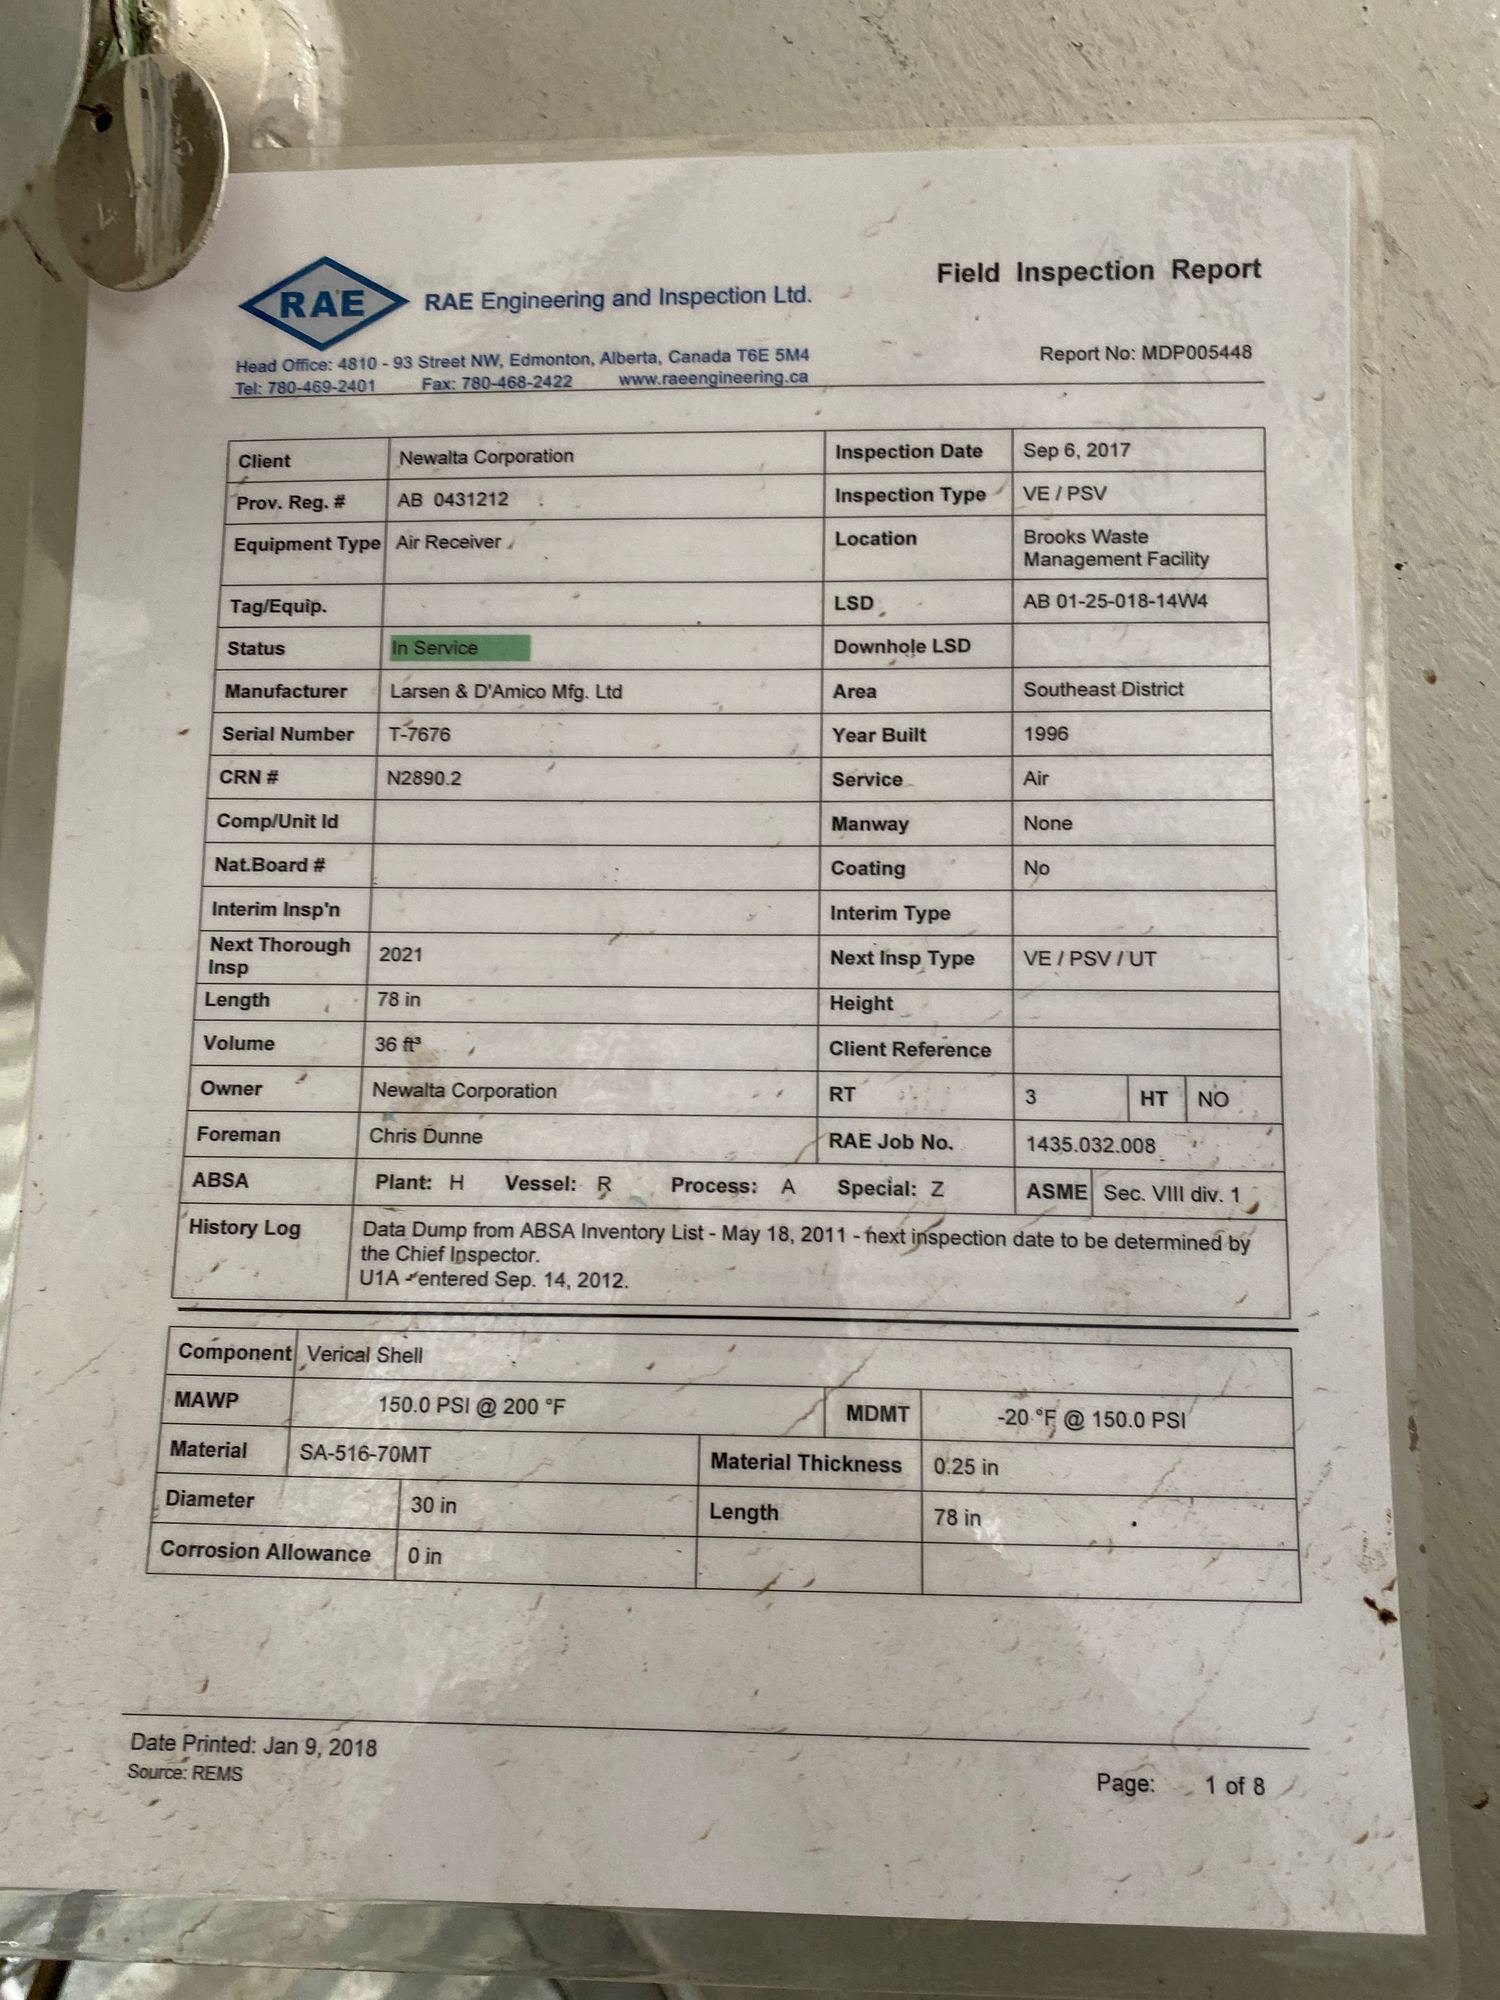 RAE
RAE Engineering and Inspection Ltd.
Field Inspection Report
Head Office: 4810 - 93 Street NW, Edmonton, Alberta, Canada T6E 5M4
Tel: 780-469-2401 Fax: 780-468-2422 www.raeengineering.ca
Report No: MDP005448
Client Newalta Corporation Inspection Date Sep 6, 2017
Prov. Reg. # AB 0431212 Inspection Type VE / PSV
Equipment Type Air Receiver Location Brooks Waste
Management Facility
Tag/Equip. LSD AB 01-25-018-14W4
Status In Service Downhole LSD
Manufacturer Larsen & D'Amico Mfg. Ltd Area Southeast District
Serial Number T-7676 Year Built 1996
CRN # N2890.2 Service Air
Comp/Unit Id Manway None
Nat.Board # Coating No
Interim Insp'n Interim Type
Next Thorough
Insp 2021 Next Insp Type VE / PSV / UT
Length 78 in Height
Volume 36 ft³ Client Reference
Owner Newalta Corporation RT 3 HT NO
Foreman Chris Dunne RAE Job No. 1435.032.008
ABSA Plant: H Vessel: R Process: A Special: Z ASME Sec. VIII div. 1
History Log Data Dump from ABSA Inventory List - May 18, 2011 - next inspection date to be determined by
the Chief Inspector.
U1A - entered Sep. 14, 2012.
Component Verical Shell
MAWP 150.0 PSI @ 200 °F MDMT -20 °F @ 150.0 PSI
Material SA-516-70MT Material Thickness 0.25 in
Diameter 30 in Length 78 in
Corrosion Allowance 0 in
Date Printed: Jan 9, 2018
Source: REMS
Page: 1 of 8